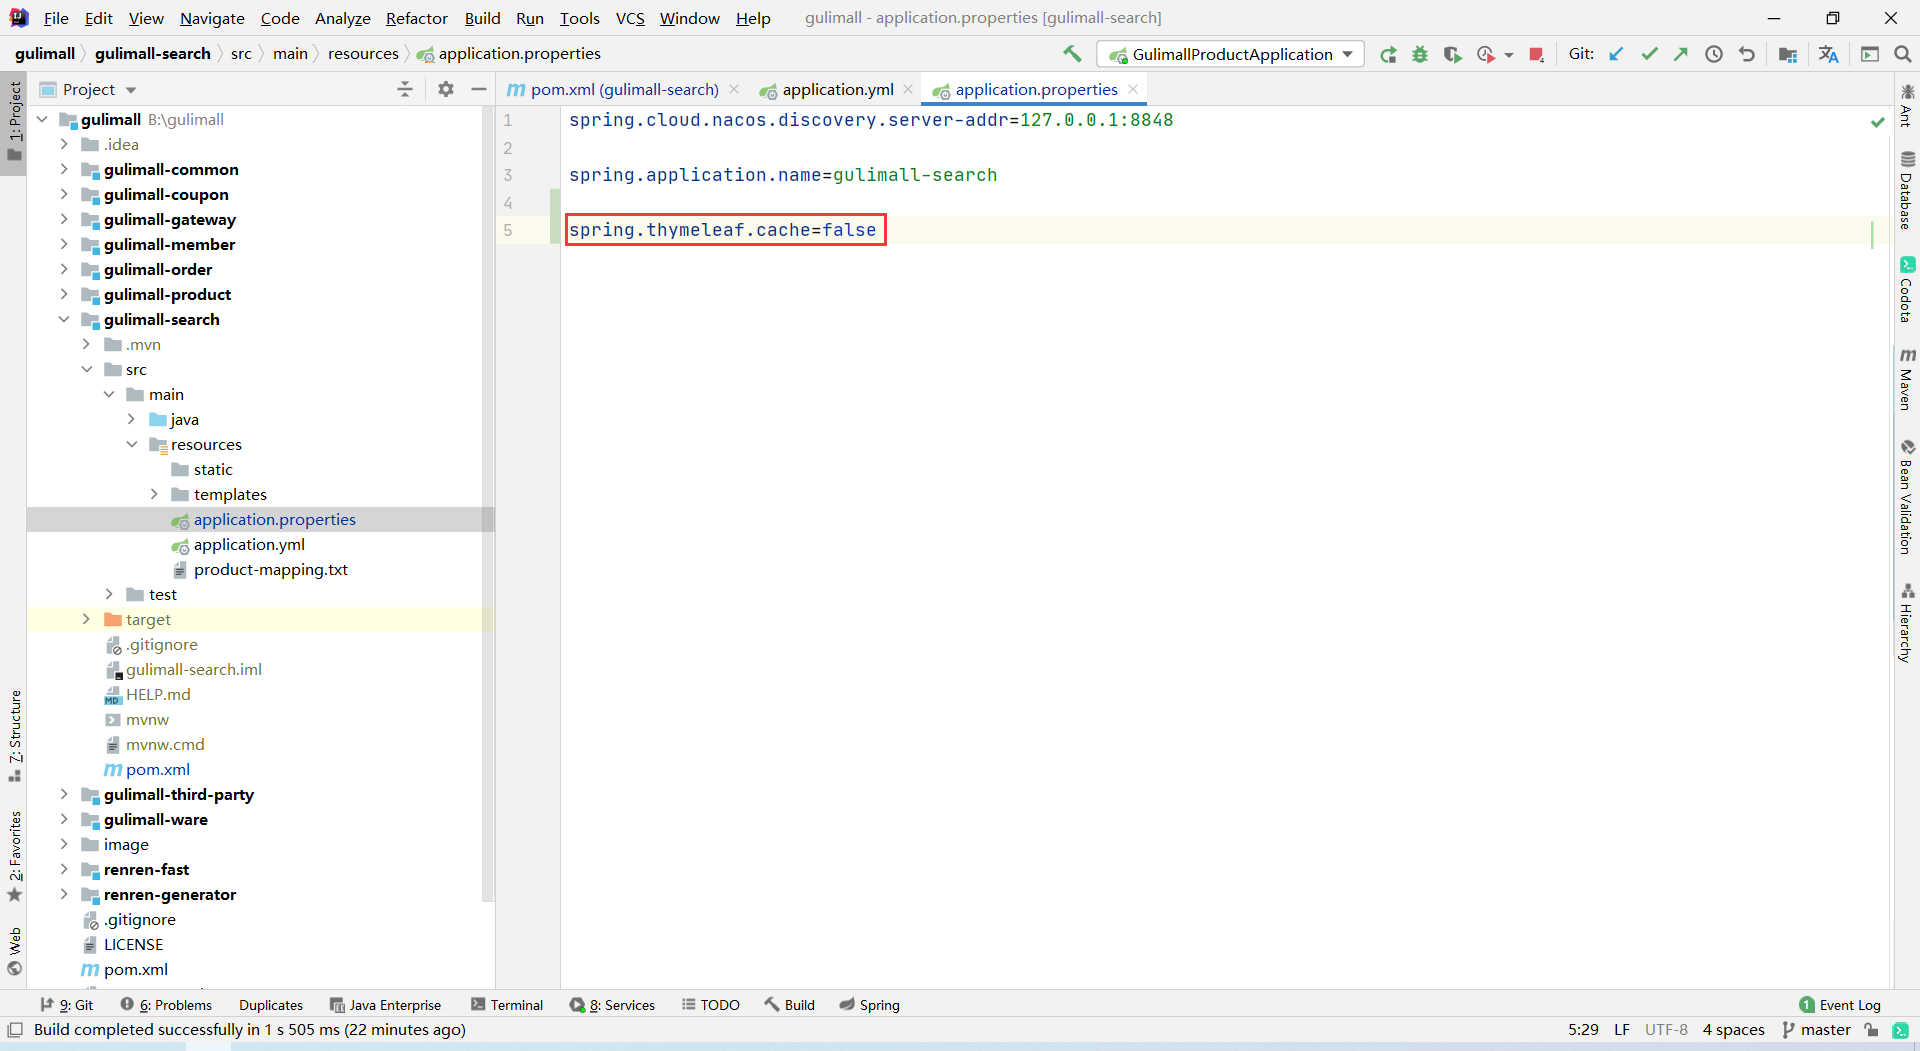 File Edit View Navigate Code Analyze Refactor Build Run Tools VCS Window Help gulimall - application.properties [gulimall-search]
gulimall gulimall-search src main resources application.properties GulimallProductApplication Git:
Project pom.xml (gulimall-search) application.yml application.properties
1: Project
7: Structure
2: Favorites
Web
gulimall B:\gulimall
.idea
gulimall-common
gulimall-coupon
gulimall-gateway
gulimall-member
gulimall-order
gulimall-product
gulimall-search
.mvn
src
main
java
resources
static
templates
application.properties
application.yml
product-mapping.txt
test
target
.gitignore
gulimall-search.iml
HELP.md
mvnw
mvnw.cmd
pom.xml
gulimall-third-party
gulimall-ware
image
renren-fast
renren-generator
.gitignore
LICENSE
pom.xml
1 spring.cloud.nacos.discovery.server-addr=127.0.0.1:8848
2
3 spring.application.name=gulimall-search
4
5 spring.thymeleaf.cache=false
Ant
Database
Codota
Maven
Bean Validation
Hierarchy
9: Git 6: Problems Duplicates Java Enterprise Terminal 8: Services TODO Build Spring 1 Event Log
Build completed successfully in 1 s 505 ms (22 minutes ago) 5:29 LF UTF-8 4 spaces master